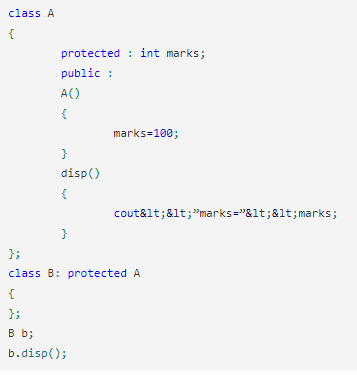 class A
{
protected : int marks;
public :
A()
{
marks=100;
}
disp()
{
cout&lt;&lt;”marks=”&lt;&lt;marks;
}
};
class B: protected A
{
};
B b;
b.disp();